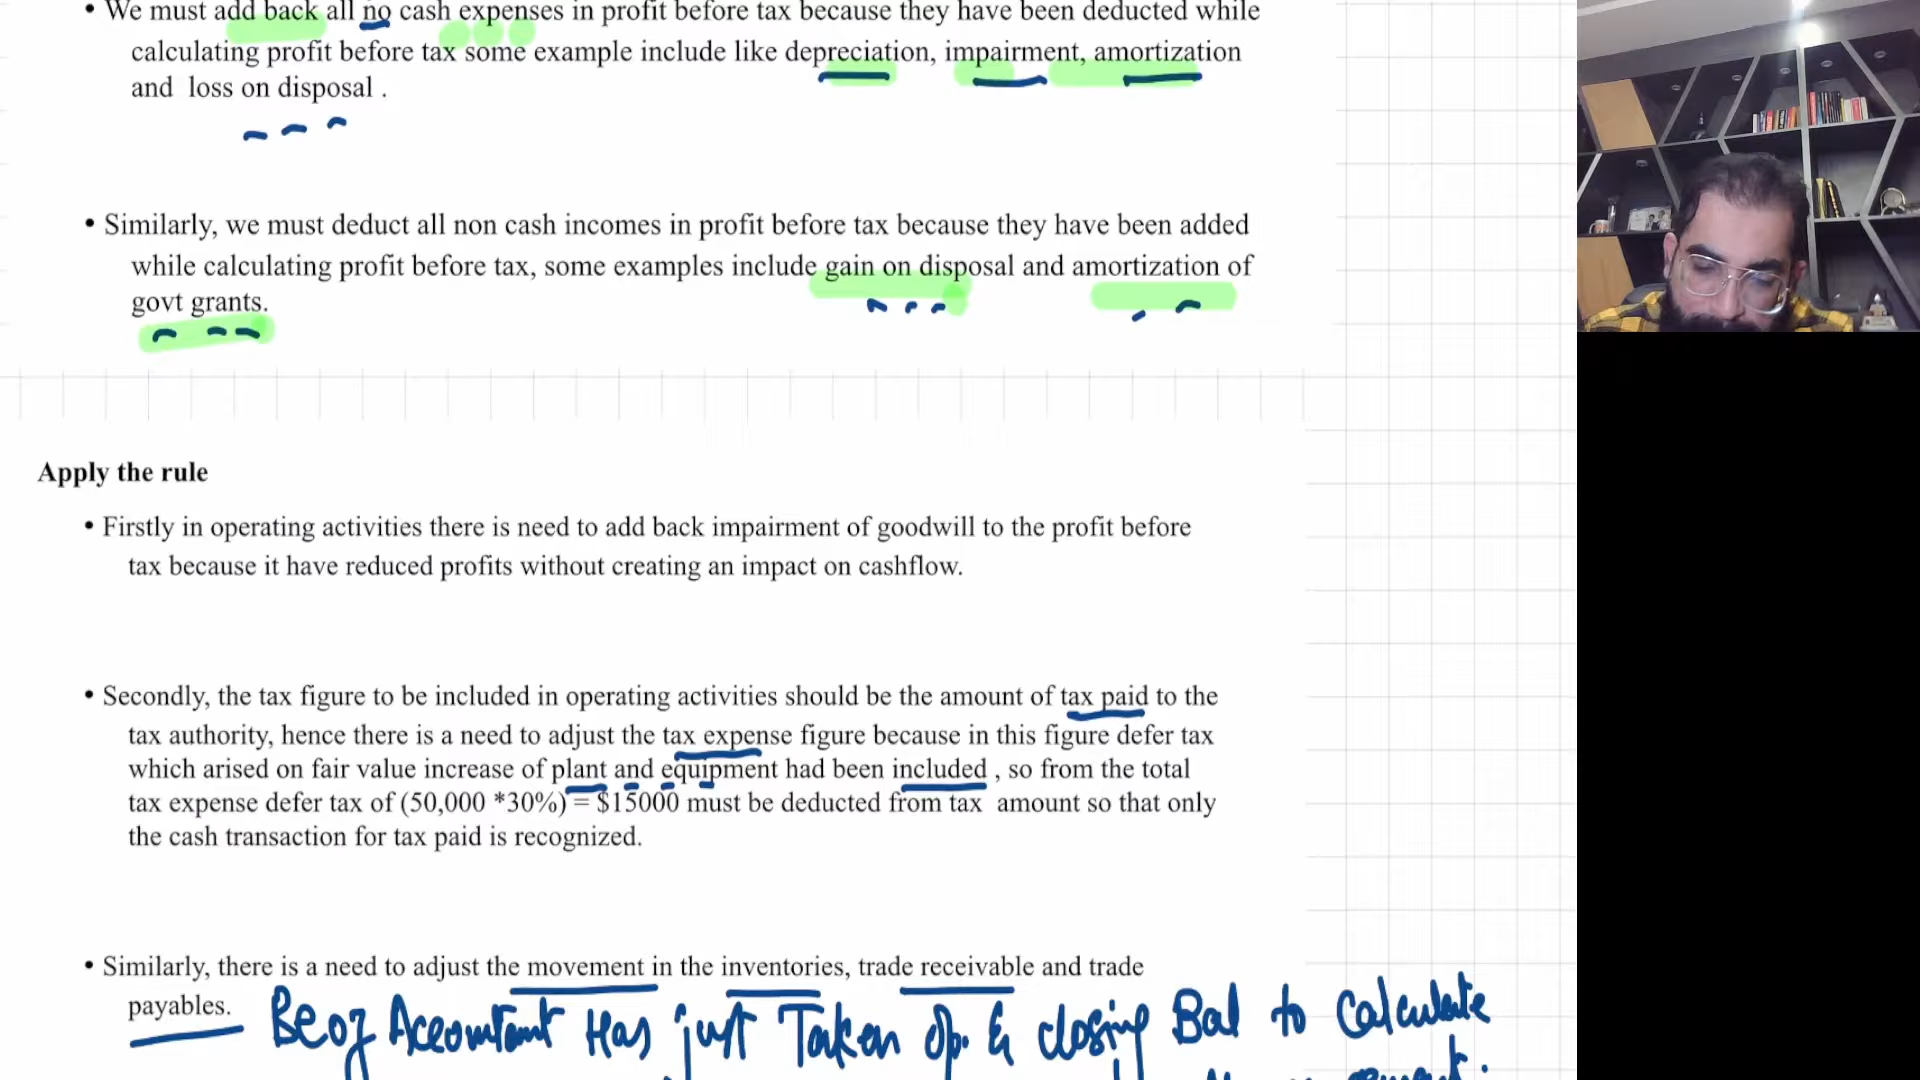 • We must add back all no cash expenses in profit before tax because they have been deducted while
calculating profit before tax some example include like depreciation, impairment, amortization
and loss on disposal .
• Similarly, we must deduct all non cash incomes in profit before tax because they have been added
while calculating profit before tax, some examples include gain on disposal and amortization of
govt grants.
Apply the rule
• Firstly in operating activities there is need to add back impairment of goodwill to the profit before
tax because it have reduced profits without creating an impact on cashflow.
• Secondly, the tax figure to be included in operating activities should be the amount of tax paid to the
tax authority, hence there is a need to adjust the tax expense figure because in this figure defer tax
which arised on fair value increase of plant and equipment had been included , so from the total
tax expense defer tax of (50,000 *30%) = $15000 must be deducted from tax amount so that only
the cash transaction for tax paid is recognized.
• Similarly, there is a need to adjust the movement in the inventories, trade receivable and trade
payables.
Beoz Accountant Has just Taken op. & closing Bal to Calculate